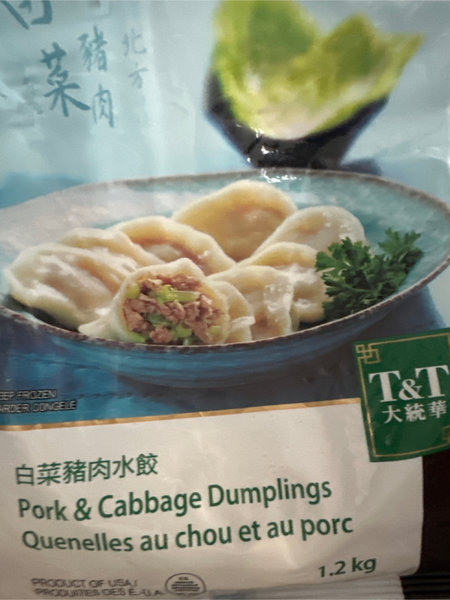 北方
豬肉
菜
KEEP FROZEN
GARDER CONGELÉ
T&T
大統華
白菜豬肉水餃
Pork & Cabbage Dumplings
Quenelles au chou et au porc
1.2 kg
PRODUCT OF USA /
PRODUIT DES É.-U.A.